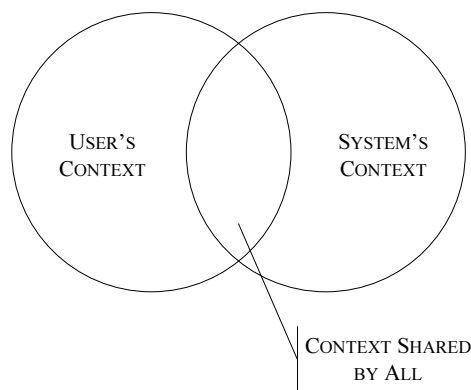 USER'S
CONTEXT
SYSTEM'S
CONTEXT
CONTEXT SHARED
BY ALL